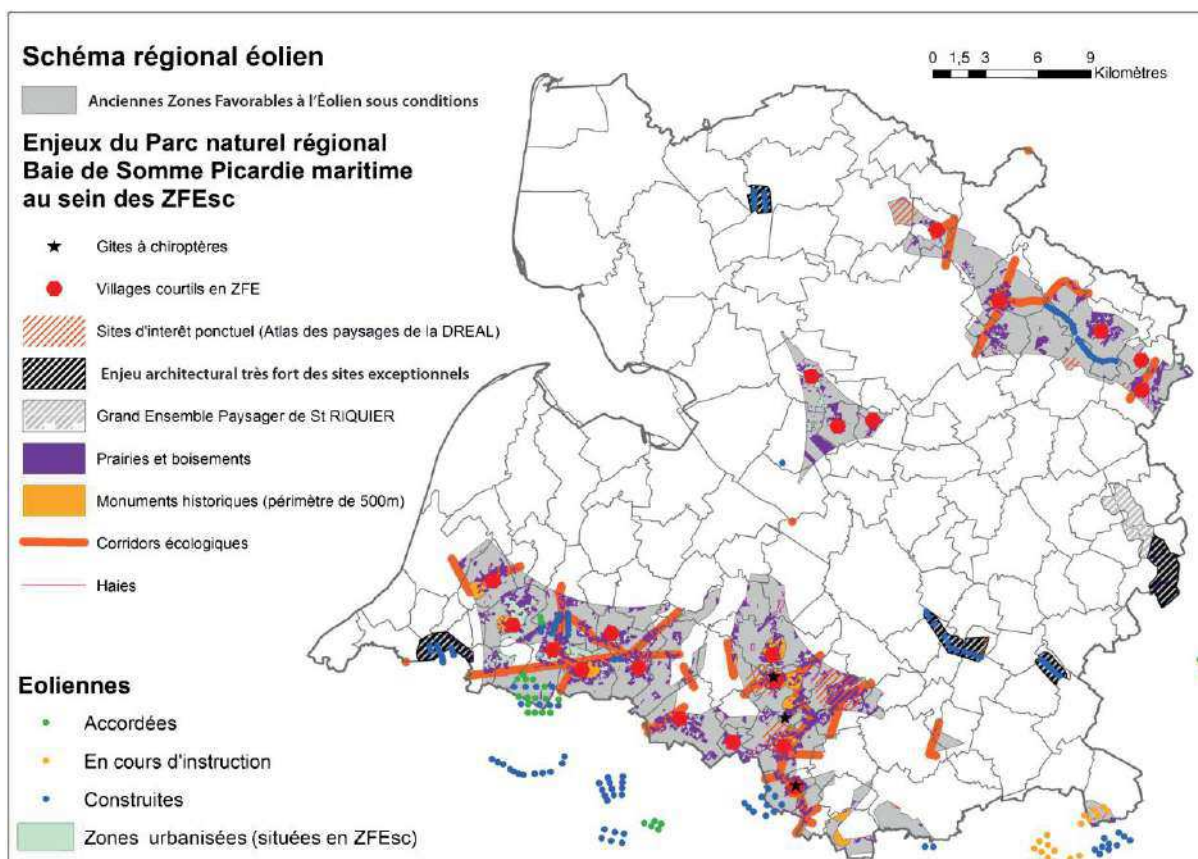 Schéma régional éolien
Anciennes Zones Favorables à l'Éolien sous conditions
Enjeux du Parc naturel régional
Baie de Somme Picardie maritime
au sein des ZFEsc
Gites à chiroptères
Villages courtils en ZFE
Sites d'intérêt ponctuel (Atlas des paysages de la DREAL)
Enjeu architectural très fort des sites exceptionnels
Grand Ensemble Paysager de St RIQUIER
Prairies et boisements
Monuments historiques (périmètre de 500m)
Corridors écologiques
Haies
Eoliennes
Accordées
En cours d'instruction
Construites
Zones urbanisées (situées en ZFEsc)
0 1,5 3 6 9
Kilomètres